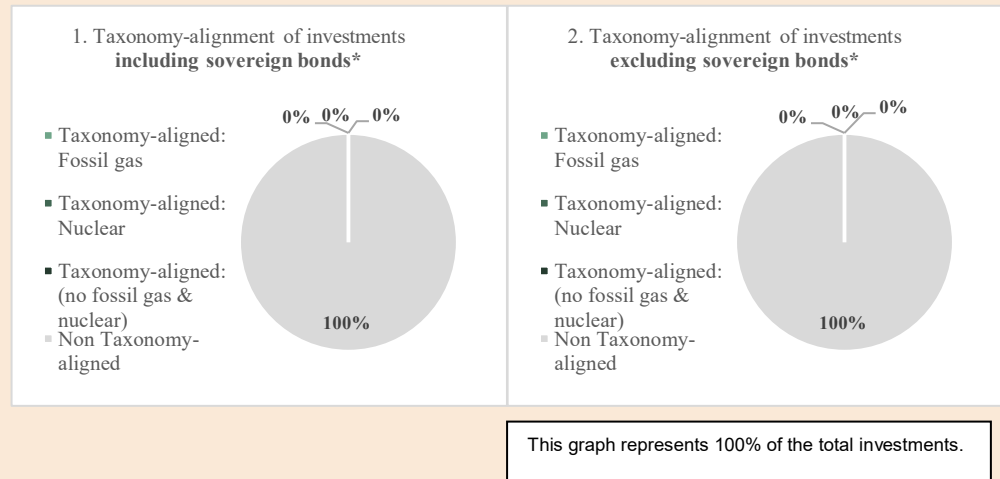 1. Taxonomy-alignment of investments
including sovereign bonds*
0% 0% 0%
Taxonomy-aligned:
Fossil gas
Taxonomy-aligned:
Nuclear
Taxonomy-aligned:
(no fossil gas &
nuclear)
Non Taxonomy-
aligned
100%
2. Taxonomy-alignment of investments
excluding sovereign bonds*
0% 0% 0%
Taxonomy-aligned:
Fossil gas
Taxonomy-aligned:
Nuclear
Taxonomy-aligned:
(no fossil gas &
nuclear)
Non Taxonomy-
aligned
100%
This graph represents 100% of the total investments.